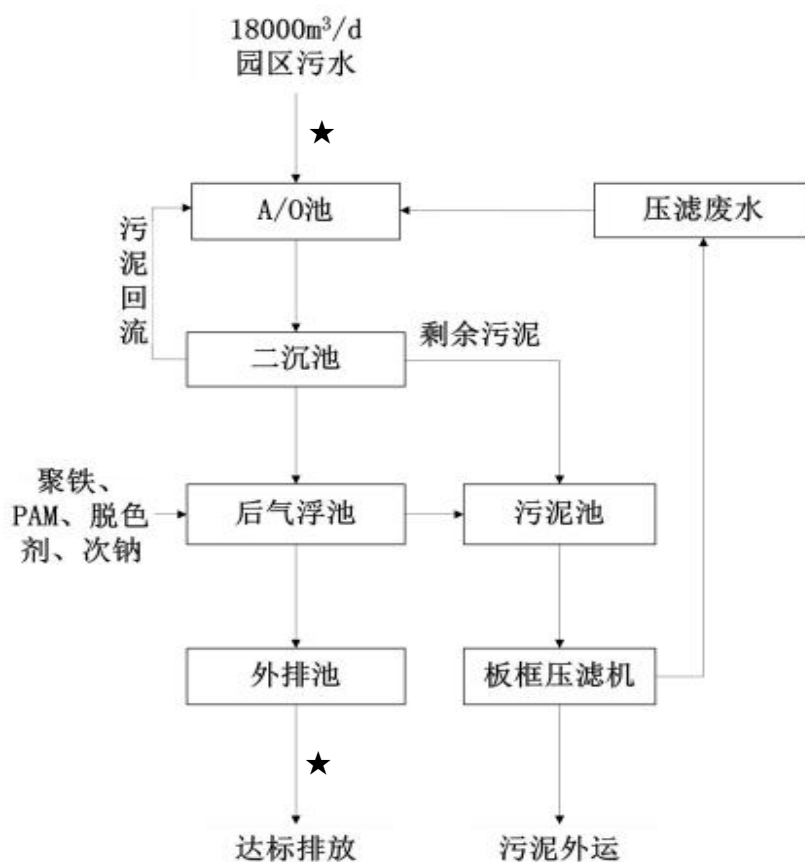 18000m³/d
园区污水
★
A/O池
压滤废水
污
泥
回
流
二沉池
剩余污泥
聚铁、
PAM、脱色
剂、次钠
后气浮池
污泥池
外排池
板框压滤机
★
达标排放
污泥外运